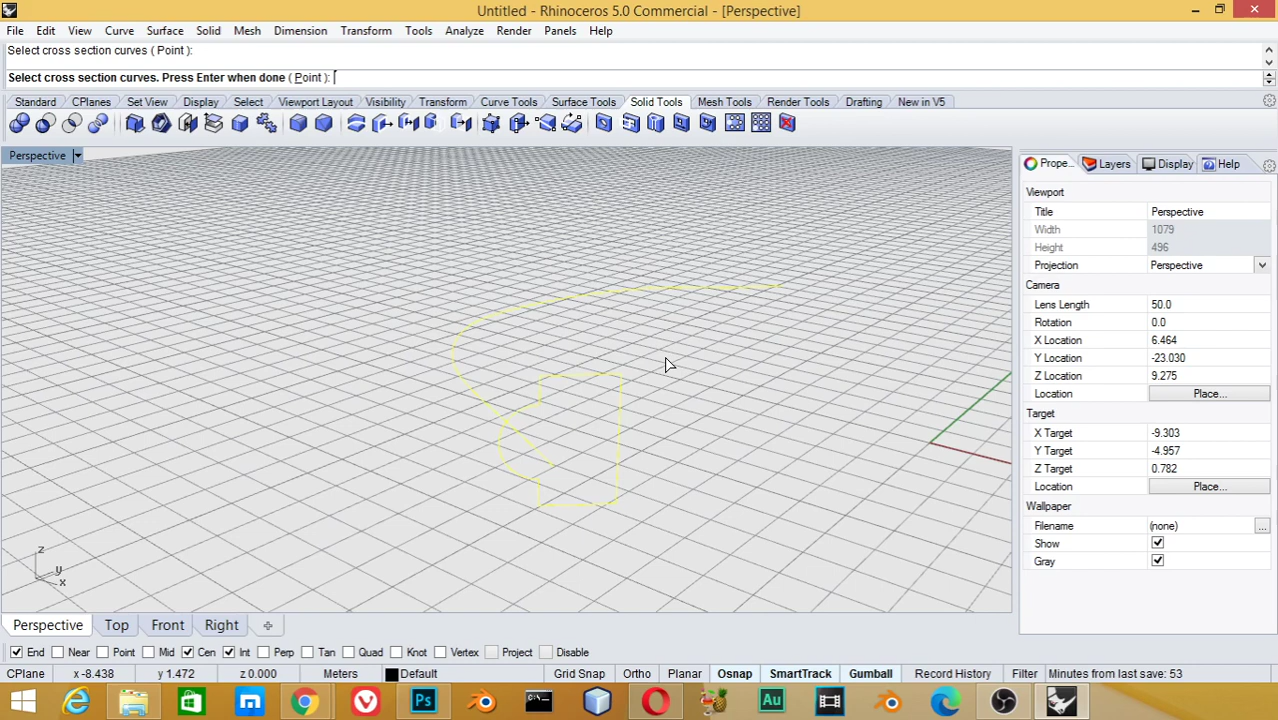 Untitled - Rhinoceros 5.0 Commercial - [Perspective]
File Edit View Curve Surface Solid Mesh Dimension Transform Tools Analyze Render Panels Help
Select cross section curves ( Point ):
Select cross section curves. Press Enter when done ( Point ):
Standard CPlanes Set View Display Select Viewport Layout Visibility Transform Curve Tools Surface Tools Solid Tools Mesh Tools Render Tools Drafting New in V5
Perspective
Prope... Layers Display Help
Viewport
Title Perspective
Width 1079
Height 496
Projection Perspective
Camera
Lens Length 50.0
Rotation 0.0
X Location 6.464
Y Location -23.030
Z Location 9.275
Location Place...
Target
X Target -9.303
Y Target -4.957
Z Target 0.782
Location Place...
Wallpaper
Filename (none) ...
Show
Gray
z
y
x
Perspective Top Front Right
End Near Point Mid Cen Int Perp Tan Quad Knot Vertex Project Disable
CPlane x -8.438 y 1.472 z 0.000 Meters Default Grid Snap Ortho Planar Osnap SmartTrack Gumball Record History Filter Minutes from last save: 53
Ps Au